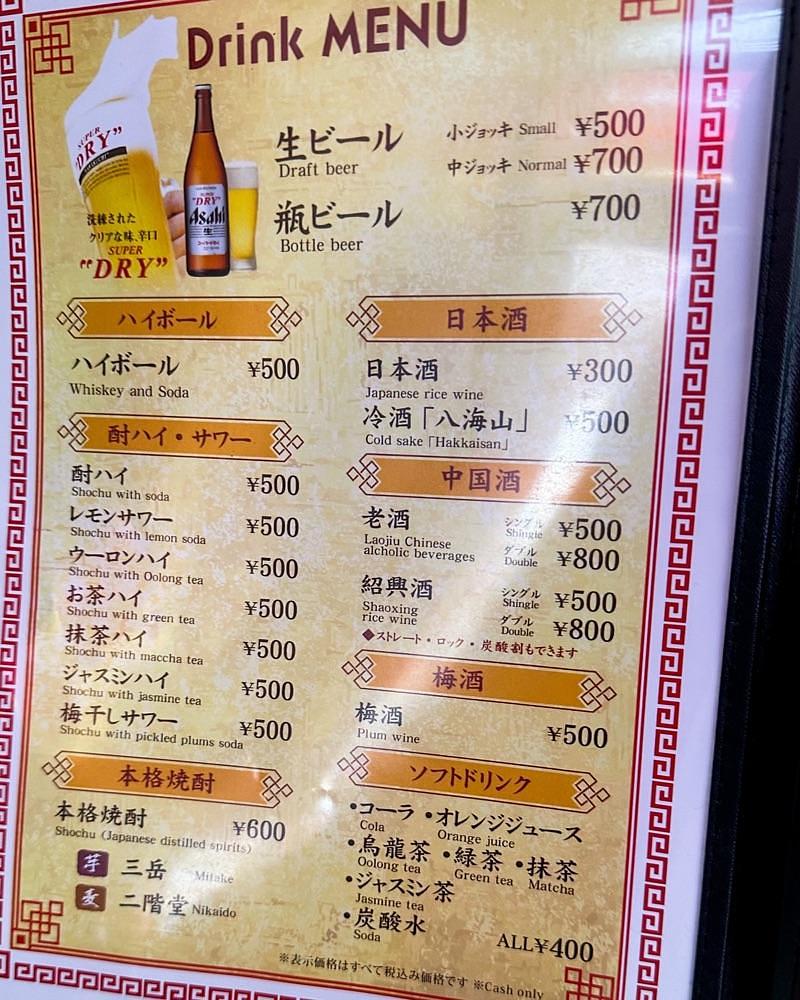 Drink MENU
SUPER
"DRY"
洗練された
クリアな味、辛口
SUPER
"DRY"
"DRY"
Asahi
生
生ビール 小ジョッキ Small ¥500
Draft beer 中ジョッキ Normal ¥700
瓶ビール ¥700
Bottle beer
ハイボール
ハイボール ¥500
Whiskey and Soda
酎ハイ・サワー
酎ハイ ¥500
Shochu with soda
レモンサワー ¥500
Shochu with lemon soda
ウーロンハイ ¥500
Shochu with Oolong tea
お茶ハイ ¥500
Shochu with green tea
抹茶ハイ ¥500
Shochu with maccha tea
ジャスミンハイ ¥500
Shochu with jasmine tea
梅干しサワー ¥500
Shochu with pickled plums soda
本格焼酎
本格焼酎 ¥600
Shochu (Japanese distilled spirits)
芋 三岳 Mitake
麦 二階堂 Nikaido
日本酒
日本酒 ¥300
Japanese rice wine
冷酒「八海山」 ¥500
Cold sake「Hakkaisan」
中国酒
老酒 シングル Shingle ¥500
Laojiu Chinese
alcholic beverages ダブル Double ¥800
紹興酒 シングル Shingle ¥500
Shaoxing
rice wine ダブル Double ¥800
◆ストレート・ロック・炭酸割もできます
梅酒
梅酒 ¥500
Plum wine
ソフトドリンク
•コーラ •オレンジジュース
Cola Orange juice
•烏龍茶 •緑茶 •抹茶
Oolong tea Green tea Matcha
•ジャスミン茶
Jasmine tea
•炭酸水
Soda ALL¥400
※表示価格はすべて税込み価格です ※Cash only